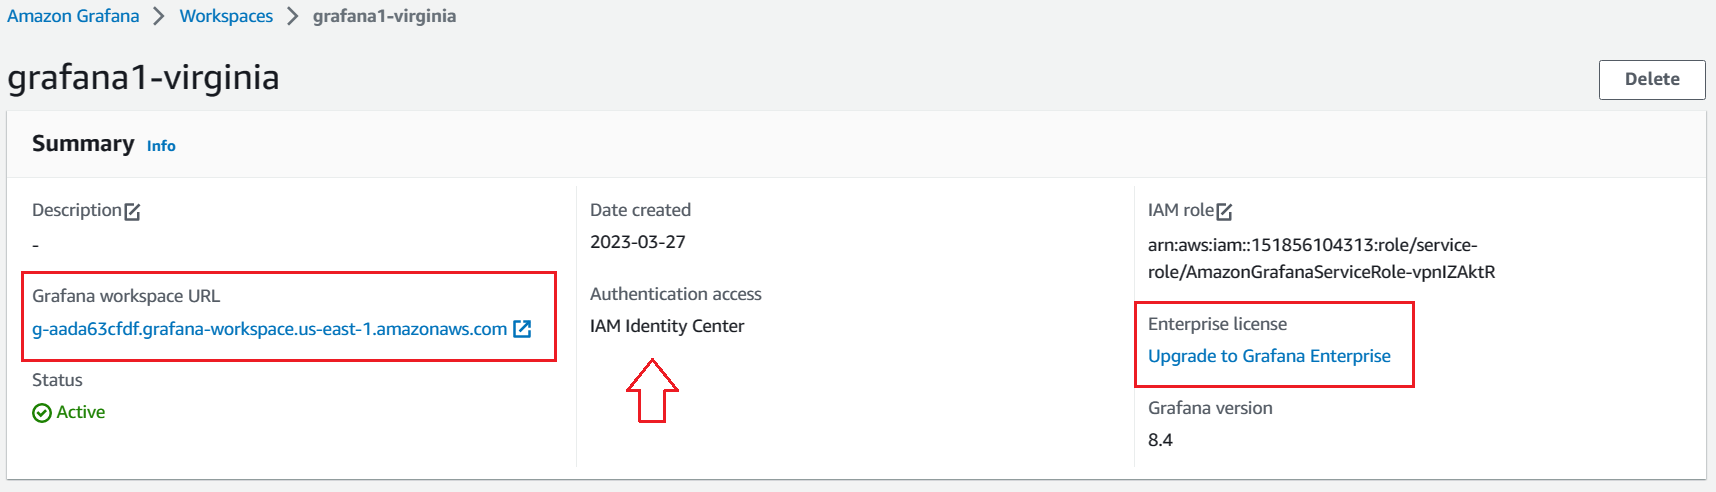 Amazon Grafana > Workspaces > grafana1-virginia
grafana1-virginia
Delete
Summary Info
Description
-
Grafana workspace URL
g-aada63cfdf.grafana-workspace.us-east-1.amazonaws.com
Status
Active
Date created
2023-03-27
Authentication access
IAM Identity Center
IAM role
arn:aws:iam::151856104313:role/service-
role/AmazonGrafanaServiceRole-vpnIZAktR
Enterprise license
Upgrade to Grafana Enterprise
Grafana version
8.4